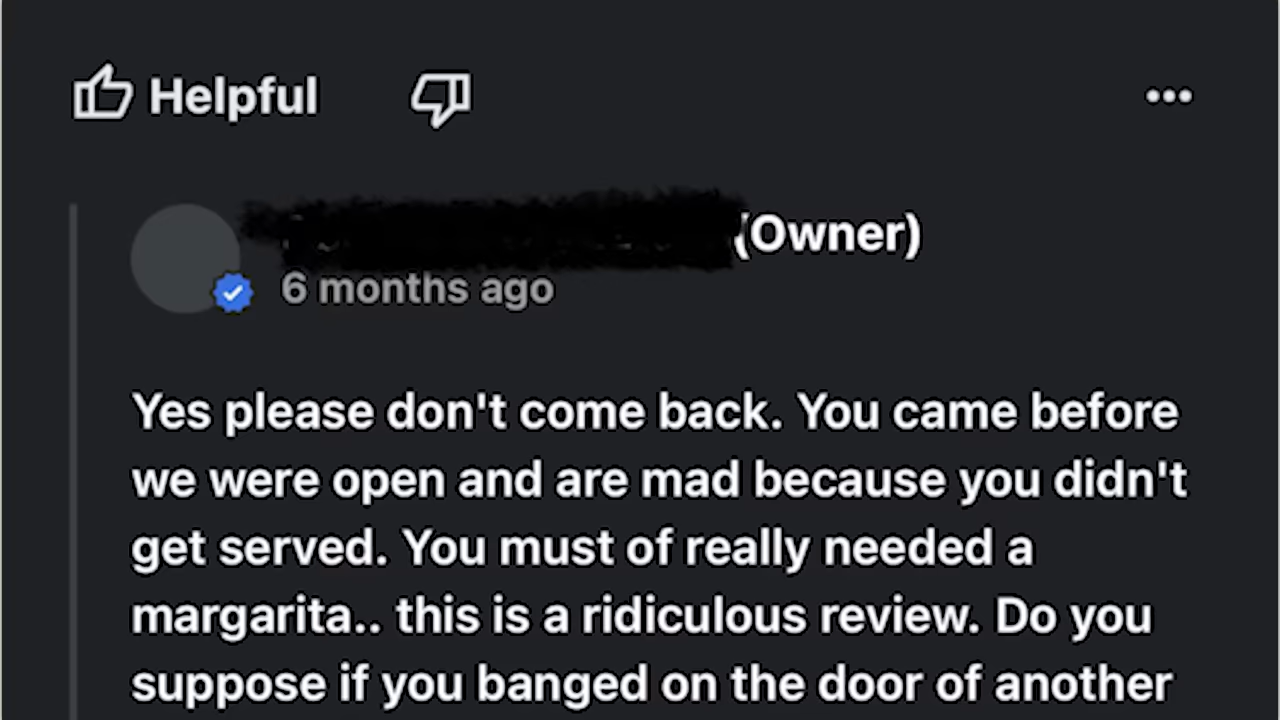 Helpful
(Owner)
6 months ago
Yes please don't come back. You came before
we were open and are mad because you didn't
get served. You must of really needed a
margarita.. this is a ridiculous review. Do you
suppose if you banged on the door of another